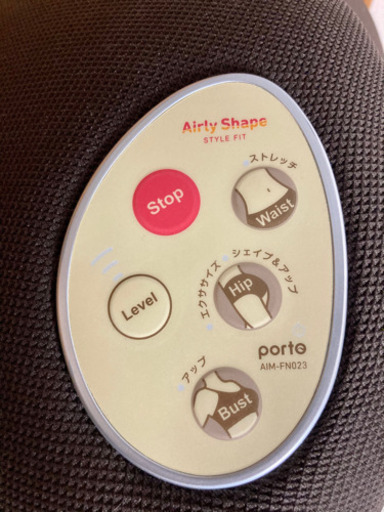 Airly Shape
STYLE FIT
ストレッチ
Stop
Waist
シェイプ&アップ
エクササイズ
Level
Hip
porto
AIM-FN023
アップ
Bust